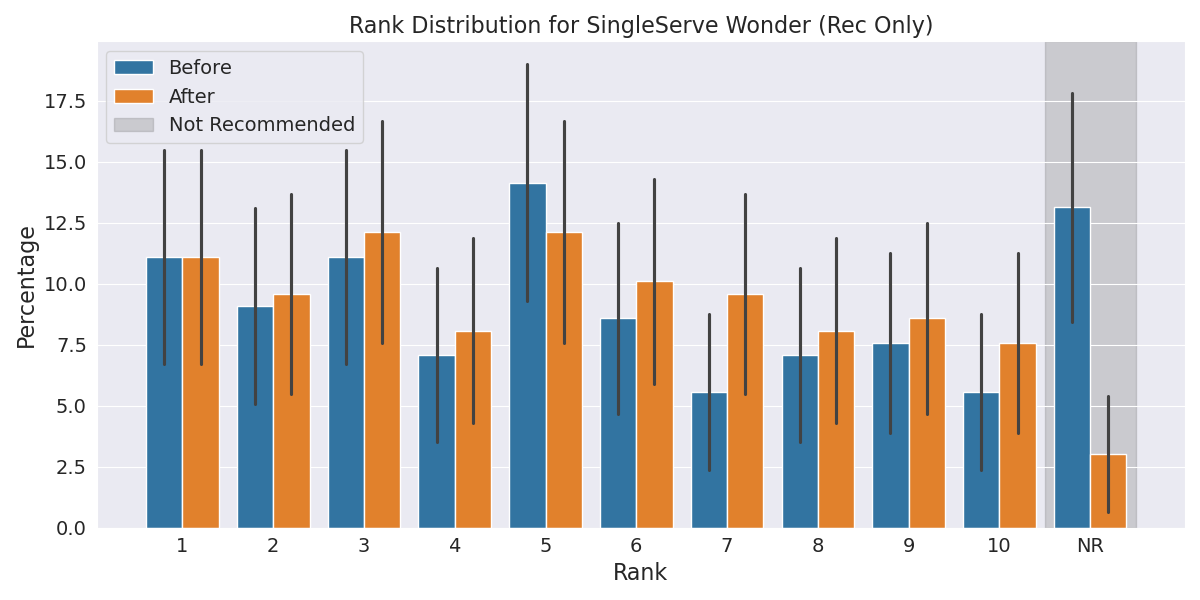 Rank Distribution for SingleServe Wonder (Rec Only)
Before
After
Not Recommended
Percentage
17.5
15.0
12.5
10.0
7.5
5.0
2.5
0.0
1 2 3 4 5 6 7 8 9 10 NR
Rank